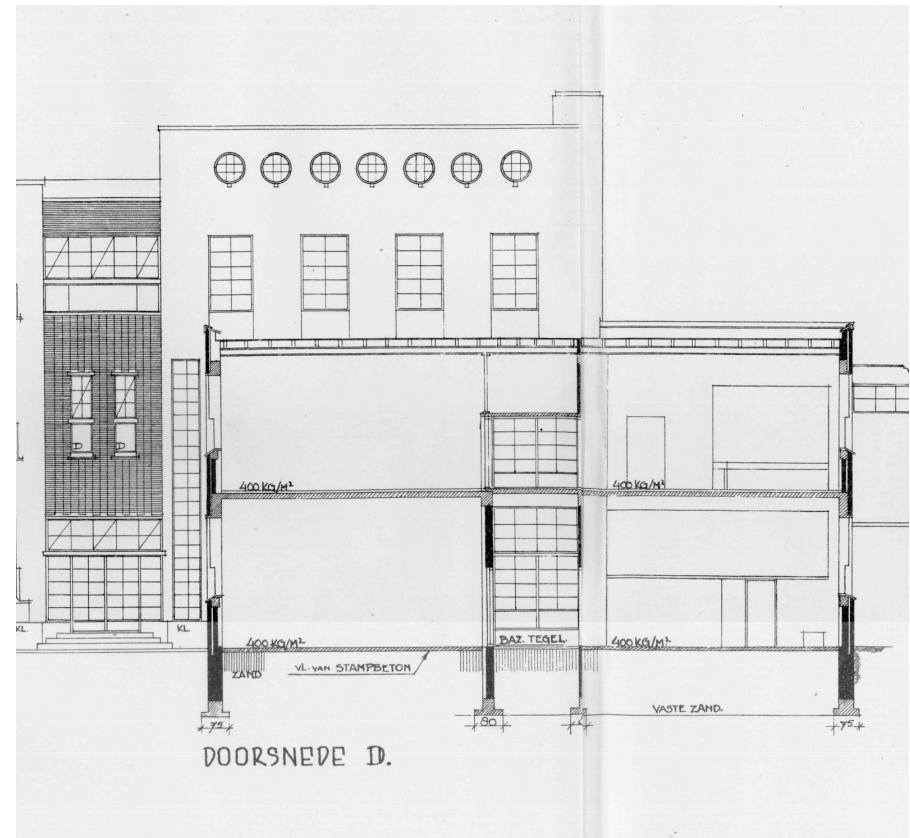 D D
400 KG/M²
400 KG/M²
KL.
KL
400 KG/M²
BAZ. TEGEL
400 KG/M²
ZAND
VL. VAN STAMPBETON
VASTE ZAND.
75
80
75
DOORSNEDE D.